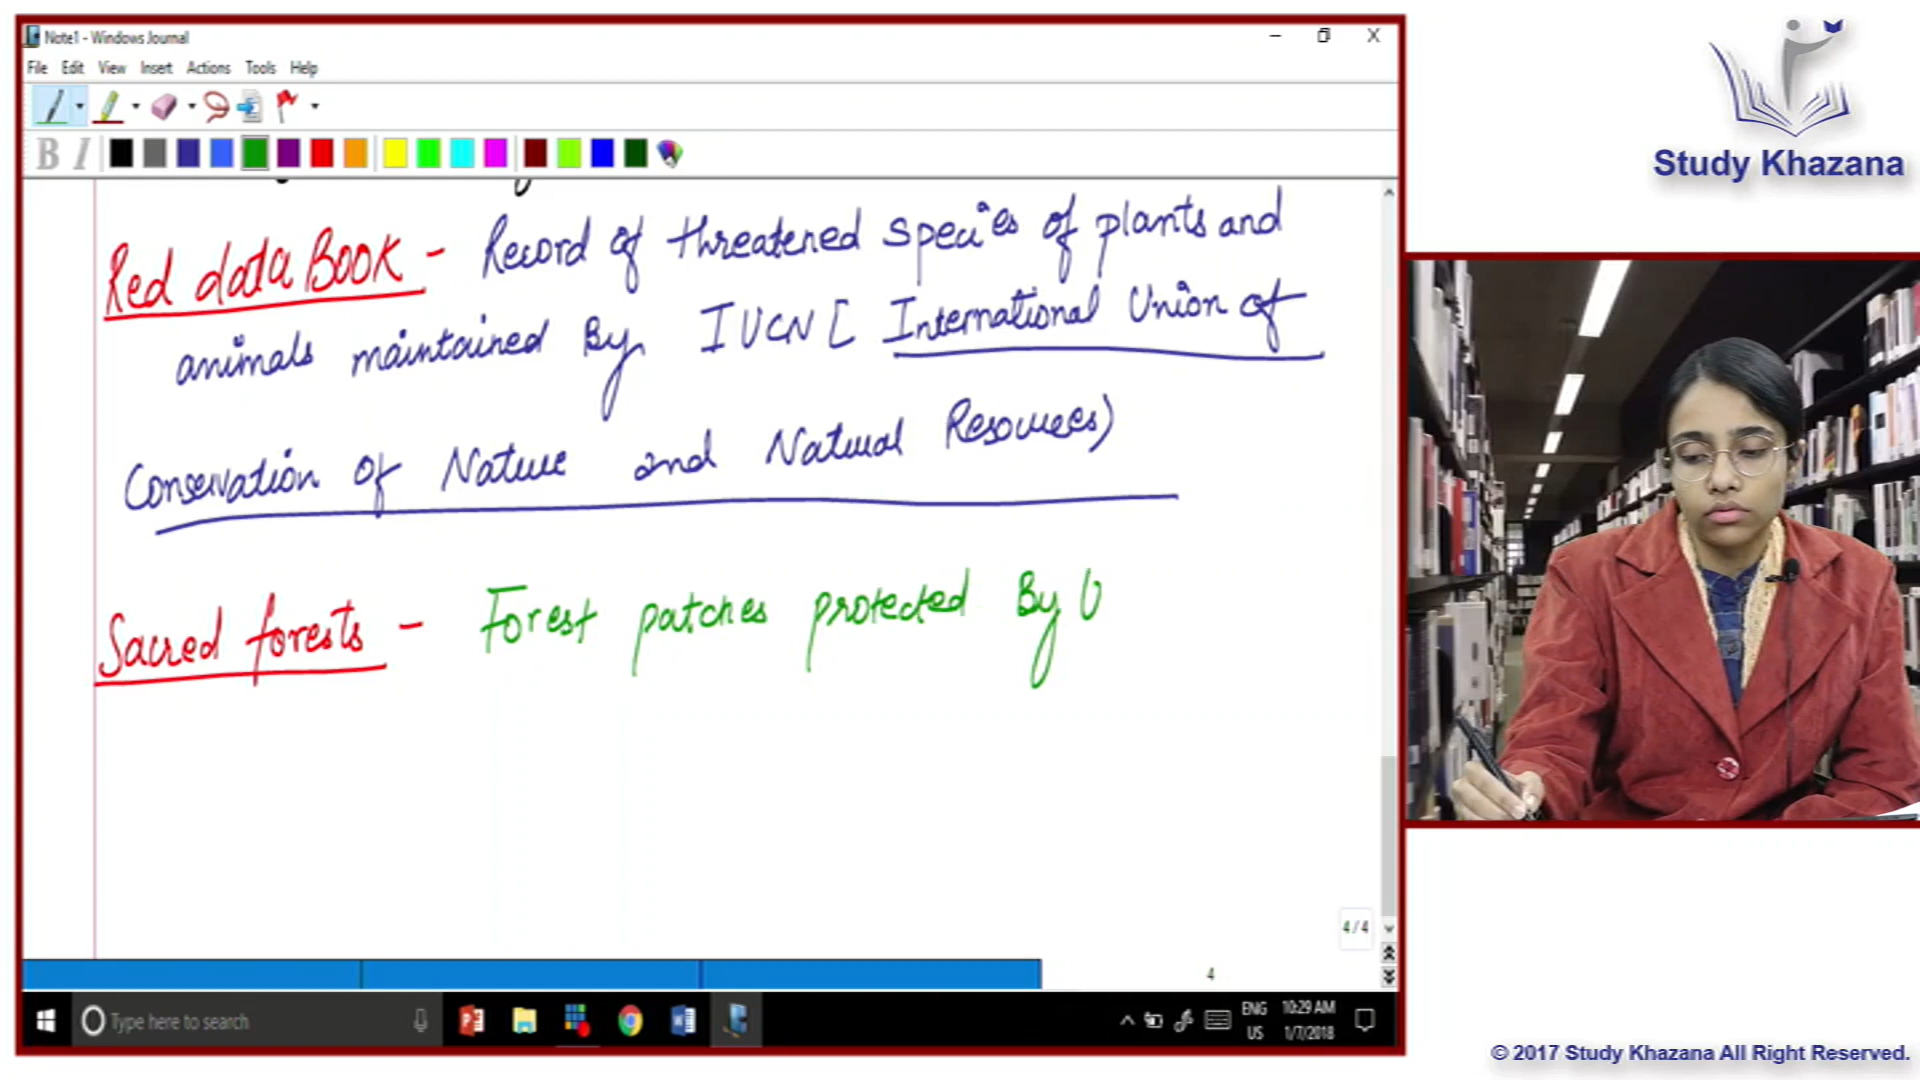 Note1 - Windows Journal
File Edit View Insert Actions Tools Help
B I
Study Khazana
Red data Book - Record of threatened species of plants and
animals maintained By IUCN [ International Union of
Conservation of Nature and Natural Resources)
Sacred forests - Forest patches protected By
4 / 4
4
Type here to search
ENG
US
10:29 AM
1/7/2018
© 2017 Study Khazana All Right Reserved.